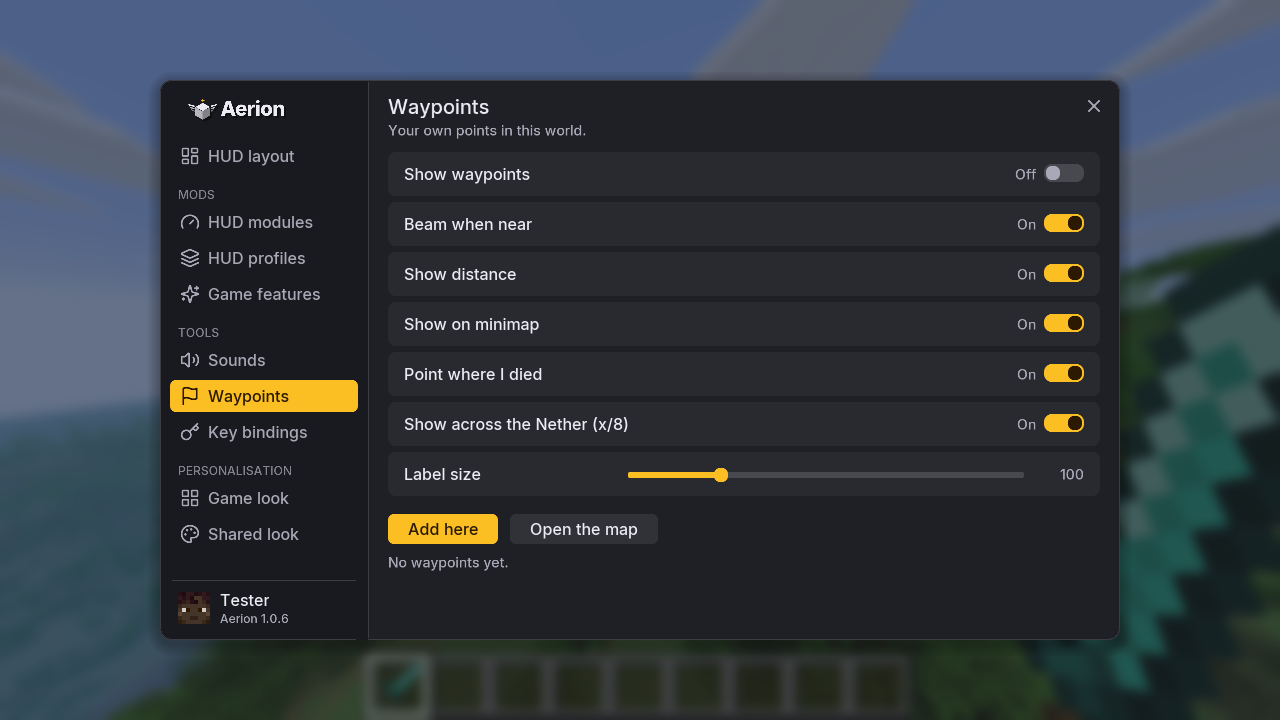 Aerion
HUD layout
MODS
HUD modules
HUD profiles
Game features
TOOLS
Sounds
Waypoints
Key bindings
PERSONALISATION
Game look
Shared look
Tester
Aerion 1.0.6
Waypoints
Your own points in this world.
Show waypoints Off
Beam when near On
Show distance On
Show on minimap On
Point where I died On
Show across the Nether (x/8) On
Label size 100
Add here Open the map
No waypoints yet.